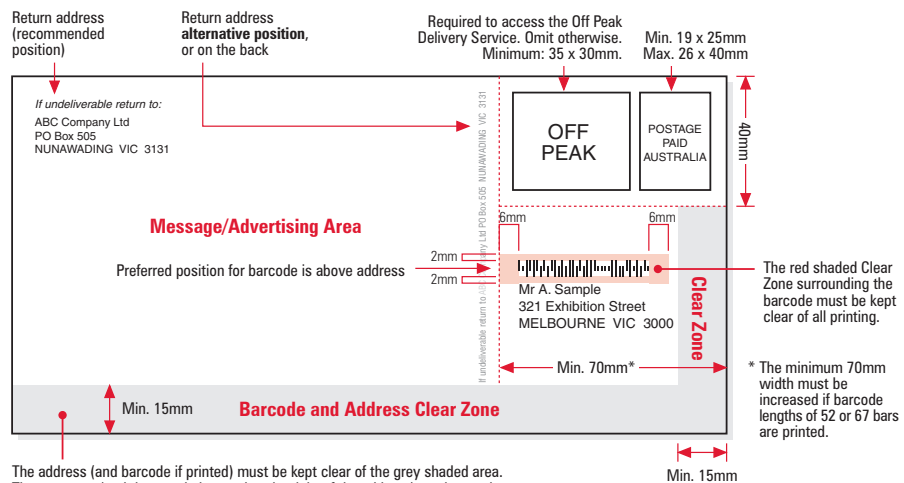 Return address
(recommended
position)
Return address
alternative position,
or on the back
Required to access the Off Peak
Delivery Service. Omit otherwise.
Minimum: 35 x 30mm.
Min. 19 x 25mm
Max. 26 x 40mm
If undeliverable return to:
ABC Company Ltd
PO Box 505
NUNAWADING VIC 3131
If undeliverable return to ABC Company Ltd PO Box 505 NUNAWADING VIC 3131
OFF
PEAK
POSTAGE
PAID
AUSTRALIA
40mm
Message/Advertising Area
6mm
6mm
2mm
2mm
Preferred position for barcode is above address
Mr A. Sample
321 Exhibition Street
MELBOURNE VIC 3000
Clear Zone
The red shaded Clear
Zone surrounding the
barcode must be kept
clear of all printing.
Min. 70mm*
* The minimum 70mm
width must be
increased if barcode
lengths of 52 or 67 bars
are printed.
Min. 15mm
Barcode and Address Clear Zone
Min. 15mm
The address (and barcode if printed) must be kept clear of the grey shaded area.